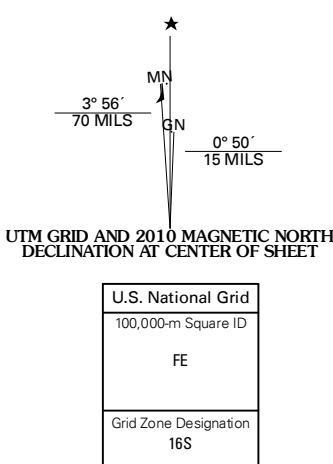 MN
3° 56´
70 MILS
GN
0° 50´
15 MILS
UTM GRID AND 2010 MAGNETIC NORTH
DECLINATION AT CENTER OF SHEET
U.S. National Grid
100,000-m Square ID
FE
Grid Zone Designation
16S